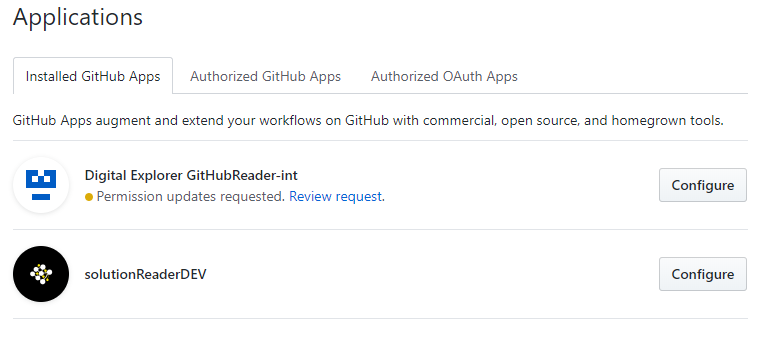 Applications
Installed GitHub Apps
Authorized GitHub Apps
Authorized OAuth Apps
GitHub Apps augment and extend your workflows on GitHub with commercial, open source, and homegrown tools.
Digital Explorer GitHubReader-int
Permission updates requested. Review request.
Configure
solutionReaderDEV
Configure